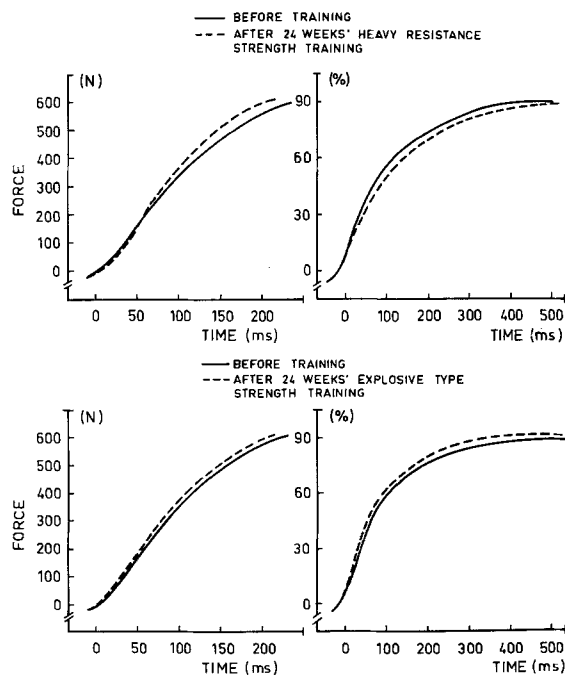 BEFORE TRAINING
AFTER 24 WEEKS' HEAVY RESISTANCE
STRENGTH TRAINING
(N)
600
500
400
300
200
100
0
FORCE
0 50 100 150 200
TIME (ms)
(%)
90
60
30
0
0 100 200 300 400 500
TIME (ms)
BEFORE TRAINING
AFTER 24 WEEKS' EXPLOSIVE TYPE
STRENGTH TRAINING
(N)
600
500
400
300
200
100
0
FORCE
0 50 100 150 200
TIME (ms)
(%)
90
60
30
0
0 100 200 300 400 500
TIME (ms)